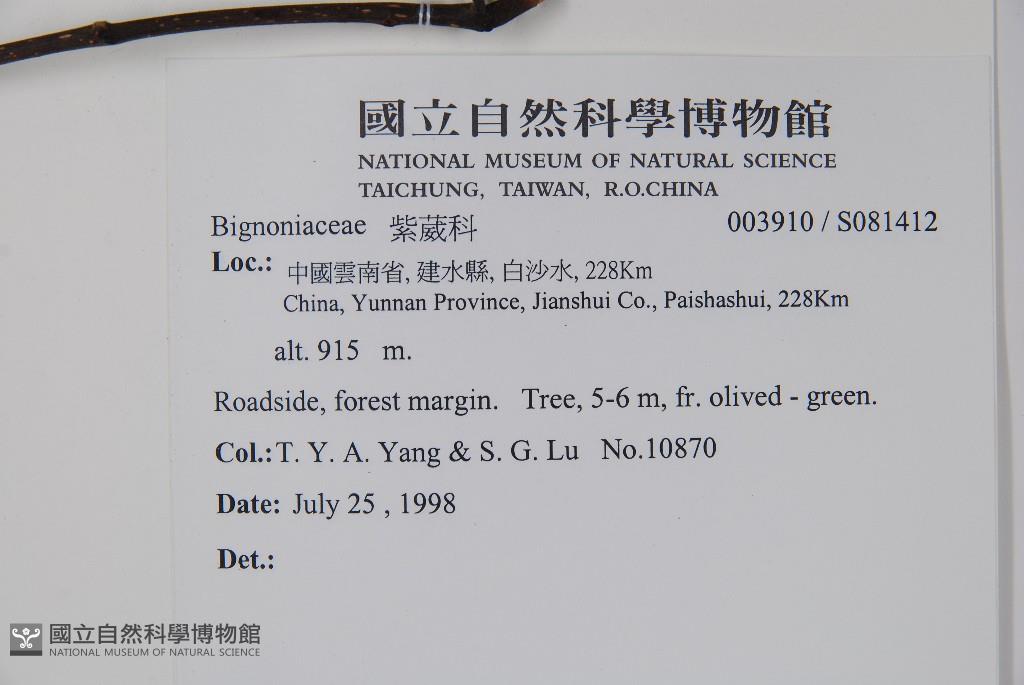 國立自然科學博物館
NATIONAL MUSEUM OF NATURAL SCIENCE
TAICHUNG, TAIWAN, R.O.CHINA
Bignoniaceae 紫葳科 003910 / S081412
Loc.: 中國雲南省, 建水縣, 白沙水, 228Km
China, Yunnan Province, Jianshui Co., Paishashui, 228Km
alt. 915 m.
Roadside, forest margin. Tree, 5-6 m, fr. olived - green.
Col.: T. Y. A. Yang & S. G. Lu No.10870
Date: July 25 , 1998
Det.:
國立自然科學博物館
NATIONAL MUSEUM OF NATURAL SCIENCE